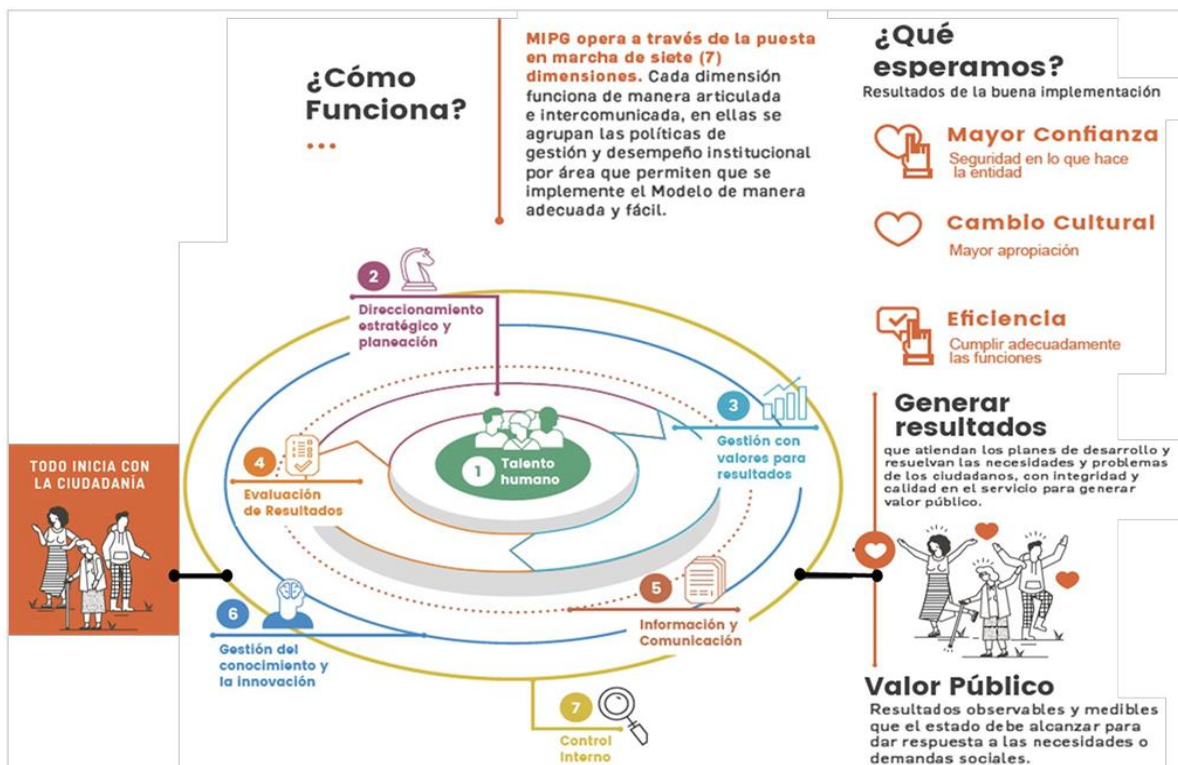 ¿Cómo
Funciona?
...
MIPG opera a través de la puesta
en marcha de siete (7)
dimensiones. Cada dimensión
funciona de manera articulada
e intercomunicada, en ellas se
agrupan las políticas de
gestión y desempeño institucional
por área que permiten que se
implemente el Modelo de manera
adecuada y fácil.
¿Qué
esperamos?
Resultados de la buena implementación
Mayor Confianza
Seguridad en lo que hace
la entidad
Cambio Cultural
Mayor apropiación
Eficiencia
Cumplir adecuadamente
las funciones
TODO INICIA CON
LA CIUDADANÍA
1
Talento
humano
2
Direccionamiento
estratégico y
planeación
3
Gestión con
valores para
resultados
4
Evaluación
de Resultados
5
Información y
Comunicación
6
Gestión del
conocimiento y
la innovación
7
Control
Interno
Generar
resultados
que atiendan los planes de desarrollo y
resuelvan las necesidades y problemas
de los ciudadanos, con integridad y
calidad en el servicio para generar
valor público.
Valor Público
Resultados observables y medibles
que el estado debe alcanzar para
dar respuesta a las necesidades o
demandas sociales.